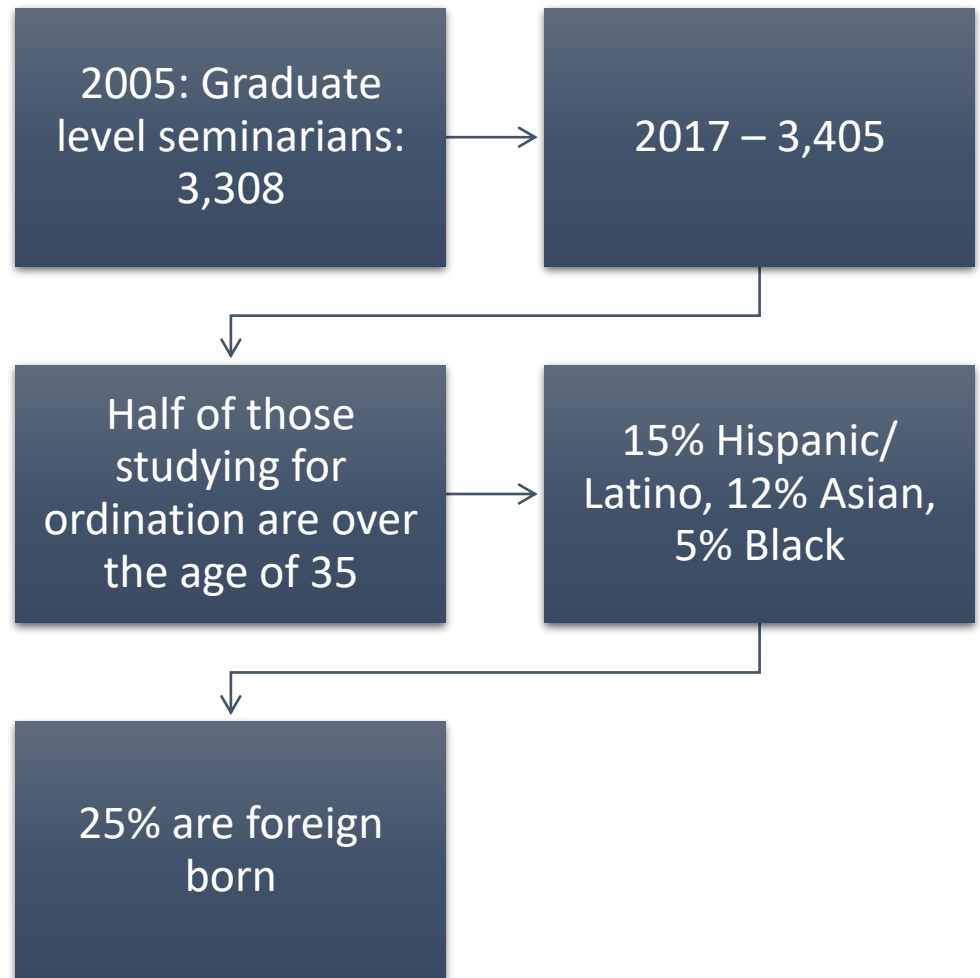 2005: Graduate
level seminarians:
3,308
2017 – 3,405
Half of those
studying for
ordination are over
the age of 35
15% Hispanic/
Latino, 12% Asian,
5% Black
25% are foreign
born